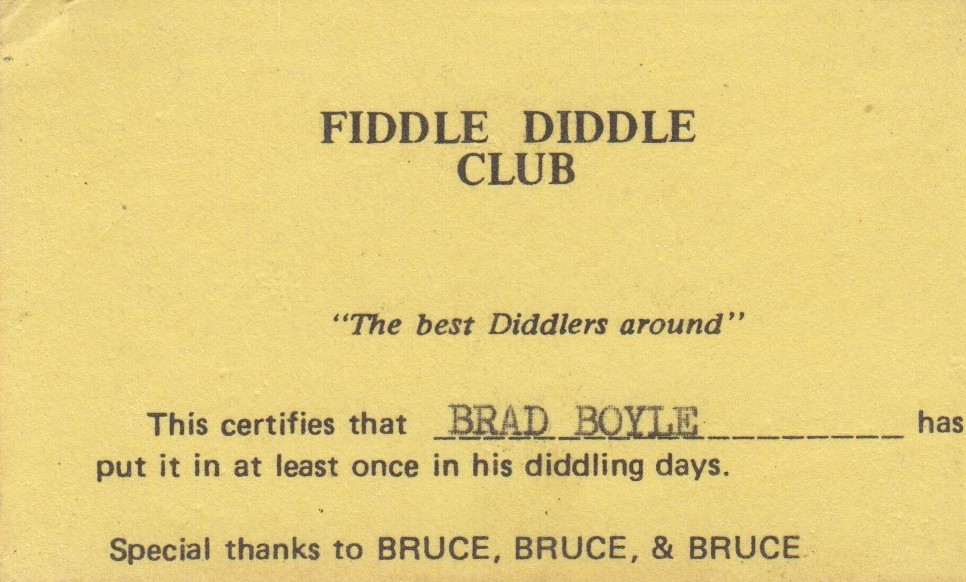 FIDDLE DIDDLE
CLUB
“The best Diddlers around”
This certifies that BRAD BOYLE has
put it in at least once in his diddling days.
Special thanks to BRUCE, BRUCE, & BRUCE